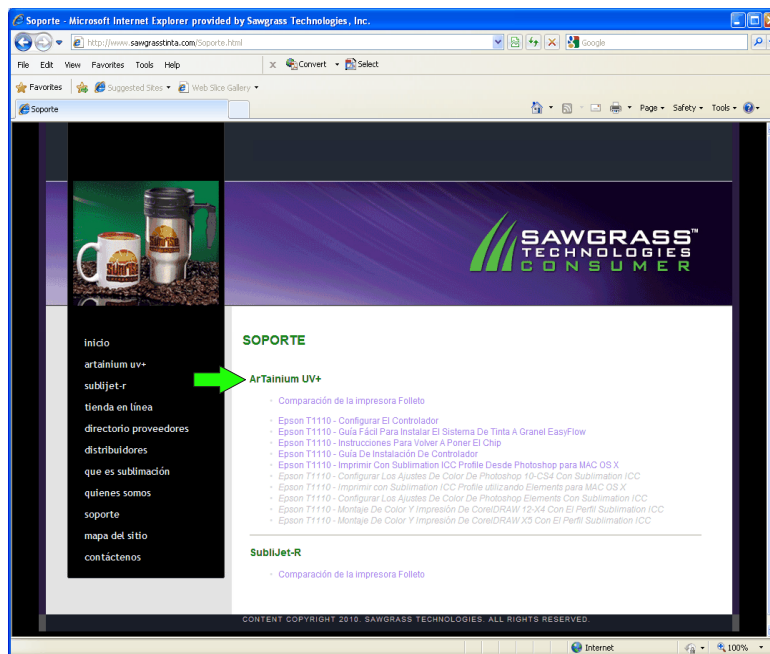 Soporte - Microsoft Internet Explorer provided by Sawgrass Technologies, Inc.
http://www.sawgrasstinta.com/Soporte.html
Google
File Edit View Favorites Tools Help
x Convert Select
Favorites Suggested Sites Web Slice Gallery
Soporte
Page Safety Tools
SunRise
SAWGRASS™
TECHNOLOGIES
CONSUMER
inicio
artainium uv+
sublijet-r
tienda en línea
directorio proveedores
distribuidores
que es sublimación
quienes somos
soporte
mapa del sitio
contáctenos
SOPORTE
ArTainium UV+
Comparación de la impresora Folleto
Epson T1110 - Configurar El Controlador
Epson T1110 - Guía Fácil Para Instalar El Sistema De Tinta A Granel EasyFlow
Epson T1110 - Instrucciones Para Volver A Poner El Chip
Epson T1110 - Guía De Instalación De Controlador
Epson T1110 - Imprimir Con Sublimation ICC Profile Desde Photoshop para MAC OS X
Epson T1110 - Configurar Los Ajustes De Color De Photoshop 10-CS4 Con Sublimation ICC
Epson T1110 - Imprimir con Sublimation ICC Profile utilizando Elements para MAC OS X
Epson T1110 - Configurar Los Ajustes De Color De Photoshop Elements Con Sublimation ICC
Epson T1110 - Montaje De Color Y Impresión De CorelDRAW 12-X4 Con El Perfil Sublimation ICC
Epson T1110 - Montaje De Color Y Impresión De CorelDRAW X5 Con El Perfil Sublimation ICC
SubliJet-R
Comparación de la impresora Folleto
CONTENT COPYRIGHT 2010. SAWGRASS TECHNOLOGIES. ALL RIGHTS RESERVED.
Internet 100%